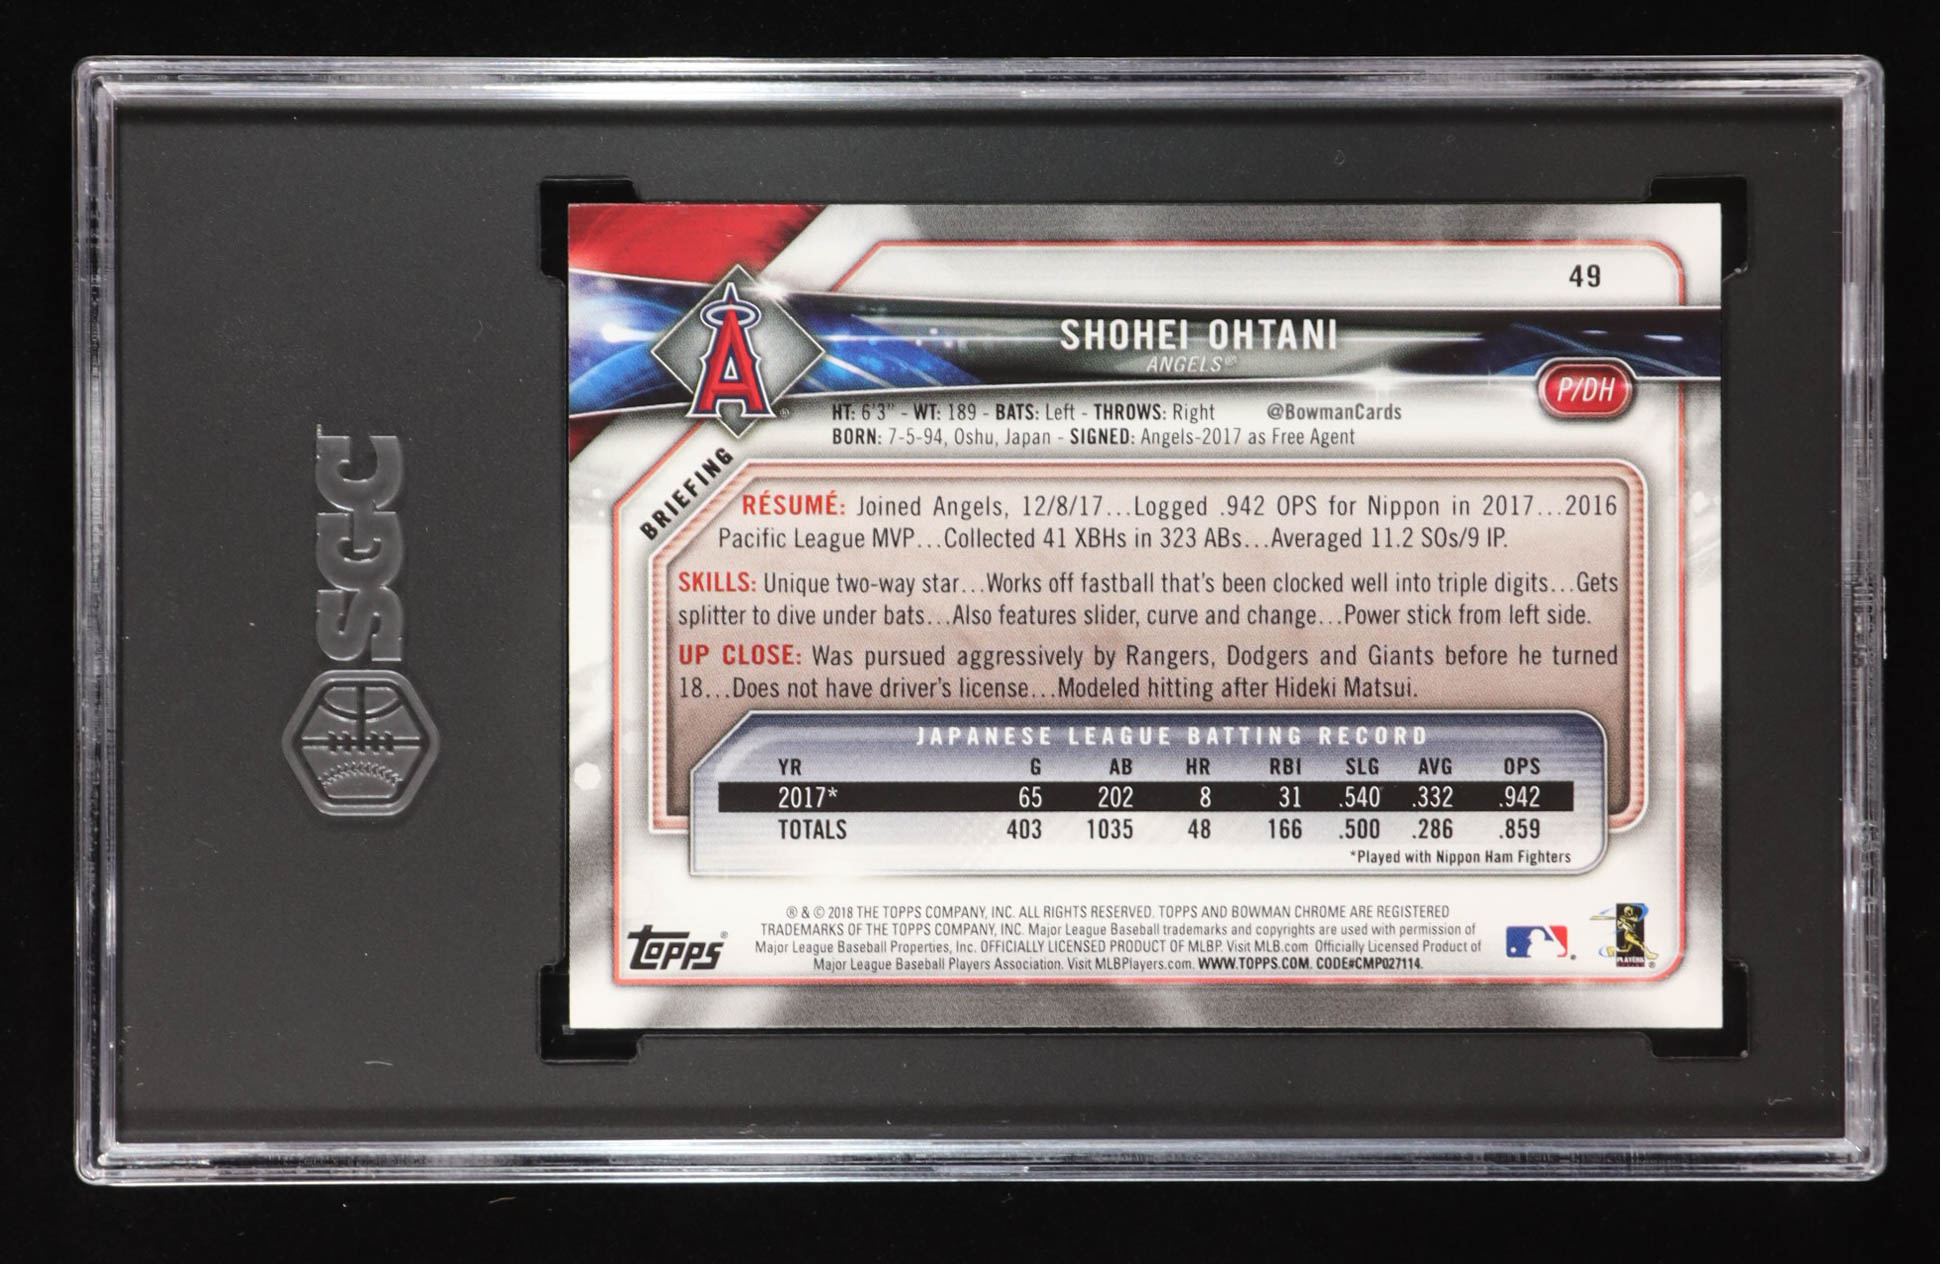 SGC
49
SHOHEI OHTANI
ANGELS®
P/DH
HT: 6'3" - WT: 189 - BATS: Left - THROWS: Right @BowmanCards
BORN: 7-5-94, Oshu, Japan - SIGNED: Angels-2017 as Free Agent
BRIEFING
RÉSUMÉ: Joined Angels, 12/8/17...Logged .942 OPS for Nippon in 2017...2016
Pacific League MVP...Collected 41 XBHs in 323 ABs...Averaged 11.2 SOs/9 IP.
SKILLS: Unique two-way star...Works off fastball that's been clocked well into triple digits...Gets
splitter to dive under bats...Also features slider, curve and change...Power stick from left side.
UP CLOSE: Was pursued aggressively by Rangers, Dodgers and Giants before he turned
18...Does not have driver's license...Modeled hitting after Hideki Matsui.
JAPANESE LEAGUE BATTING RECORD
YR G AB HR RBI SLG AVG OPS
2017* 65 202 8 31 .540 .332 .942
TOTALS 403 1035 48 166 .500 .286 .859
*Played with Nippon Ham Fighters
® & © 2018 THE TOPPS COMPANY, INC. ALL RIGHTS RESERVED. TOPPS AND BOWMAN CHROME ARE REGISTERED
TRADEMARKS OF THE TOPPS COMPANY, INC. Major League Baseball trademarks and copyrights are used with permission of
Major League Baseball Properties, Inc. OFFICIALLY LICENSED PRODUCT OF MLBP. Visit MLB.com Officially Licensed Product of
Major League Baseball Players Association. Visit MLBPlayers.com. WWW.TOPPS.COM. CODE#CMP027114.
Topps®
PLAYERS